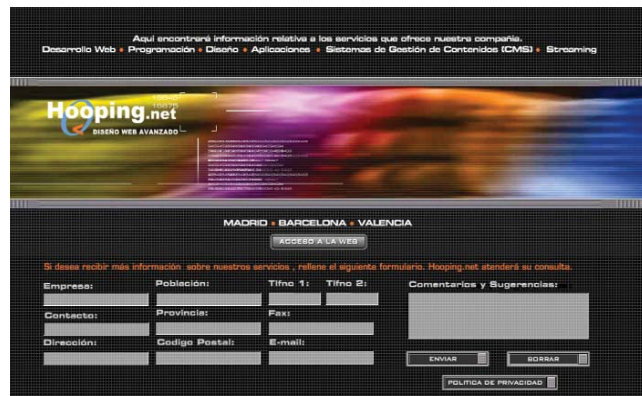 Aqui encontrará información relativa a los servicios que ofrece nuestra compañia.
Desarrollo Web • Programación • Diseño • Aplicaciones • Sistemas de Gestión de Contenidos (CMS) • Streaming
Hooping.net
DISEÑO WEB AVANZADO
MADRID • BARCELONA • VALENCIA
ACCESO A LA WEB
Si desea recibir más información sobre nuestros servicios , rellene el siguiente formulario. Hooping.net atenderá su consulta.
Empresa: Población: Tlfno 1: Tlfno 2: Comentarios y Sugerencias:
Contacto: Provincia: Fax:
Dirección: Codigo Postal: E-mail:
ENVIAR BORRAR
POLITICA DE PRIVACIDAD